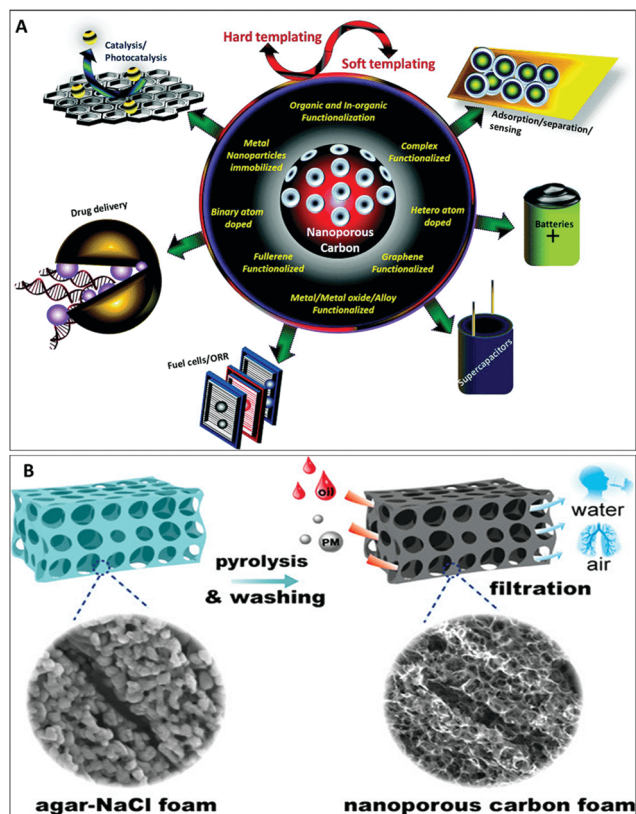 A
Hard templating
Soft templating
Catalysis/
Photocatalysis
Organic and In-organic
Functionalization
Adsorption/separation/
sensing
Metal
Nanoparticles
immobilized
Complex
Functionalized
Drug delivery
Binary atom
doped
Hetero atom
doped
Batteries
+
Nanoporous
Carbon
Fullerene
Functionalized
Graphene
Functionalized
Metal/Metal oxide/Alloy
Functionalized
Supercapacitors
Fuel cells/ORR
B
oil
PM
water
air
pyrolysis
& washing
filtration
agar-NaCl foam
nanoporous carbon foam